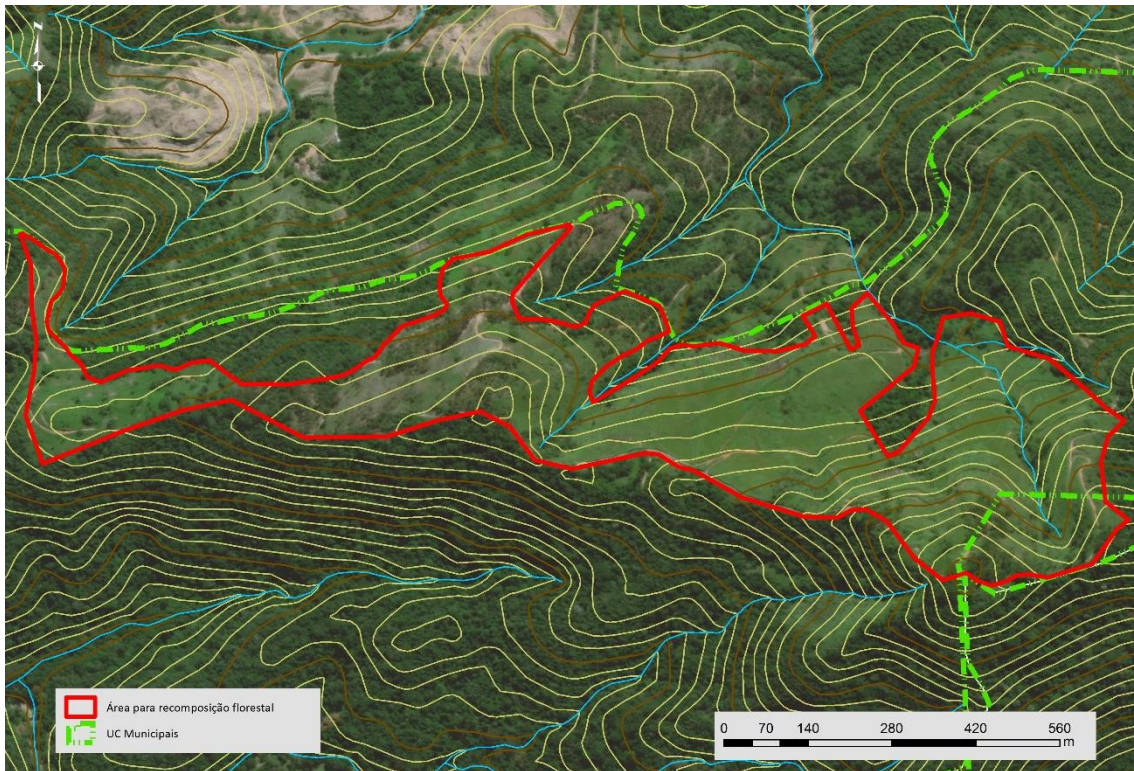 Z
Área para recomposição florestal
UC Municipais
0 70 140 280 420 560
m